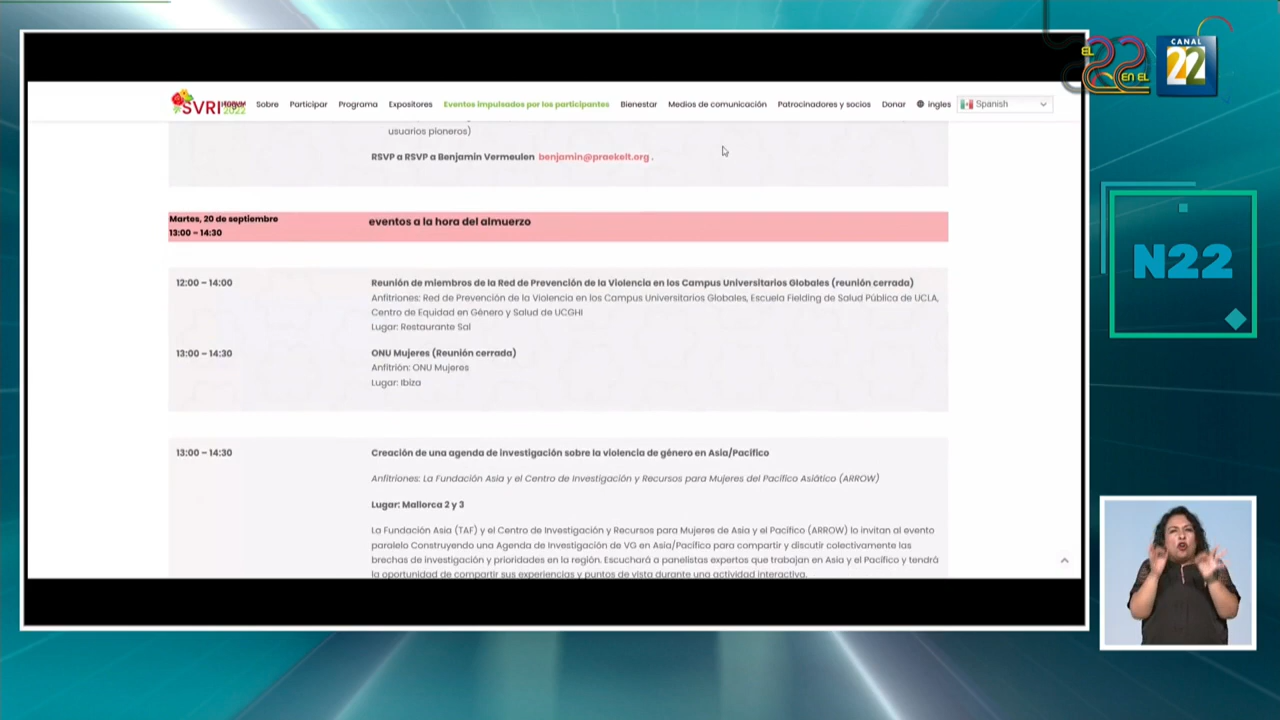 EL 22 EN EL
CANAL 22
SVRI FORUM 2022
Sobre Participar Programa Expositores Eventos impulsados por los participantes Bienestar Medios de comunicación Patrocinadores y socios Donar ingles Spanish
usuarios pioneros)
RSVP a RSVP a Benjamin Vermeulen benjamin@praekelt.org .
Martes, 20 de septiembre
13:00 – 14:30
eventos a la hora del almuerzo
12:00 – 14:00
Reunión de miembros de la Red de Prevención de la Violencia en los Campus Universitarios Globales (reunión cerrada)
Anfitriones: Red de Prevención de la Violencia en los Campus Universitarios Globales, Escuela Fielding de Salud Pública de UCLA,
Centro de Equidad en Género y Salud de UCGHI
Lugar: Restaurante Sal
13:00 – 14:30
ONU Mujeres (Reunión cerrada)
Anfitrión: ONU Mujeres
Lugar: Ibiza
13:00 – 14:30
Creación de una agenda de investigación sobre la violencia de género en Asia/Pacífico
Anfitriones: La Fundación Asia y el Centro de Investigación y Recursos para Mujeres del Pacífico Asiático (ARROW)
Lugar: Mallorca 2 y 3
La Fundación Asia (TAF) y el Centro de Investigación y Recursos para Mujeres de Asia y el Pacífico (ARROW) lo invitan al evento
paralelo Construyendo una Agenda de Investigación de VG en Asia/Pacífico para compartir y discutir colectivamente las
brechas de investigación y prioridades en la región. Escuchará a panelistas expertos que trabajan en Asia y el Pacífico y tendrá
la oportunidad de compartir sus experiencias y puntos de vista durante una actividad interactiva.
N22